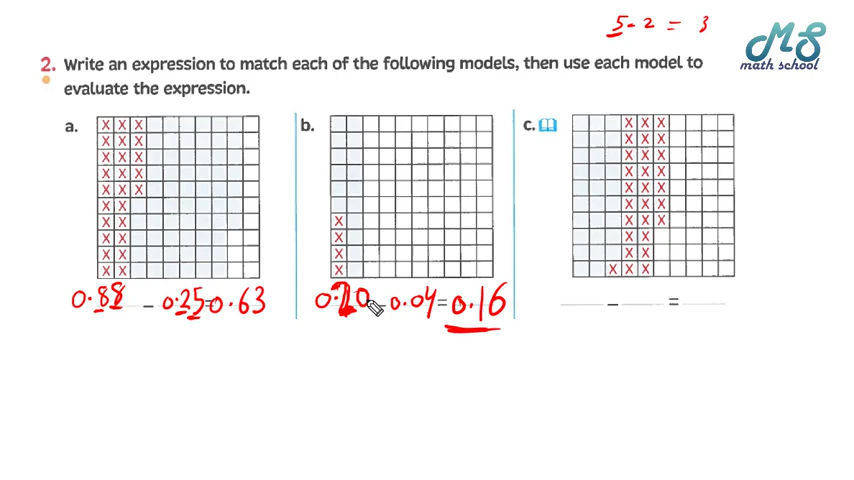 5 - 2 = 3
MS
math school
2. Write an expression to match each of the following models, then use each model to
evaluate the expression.
a.
X X X
X X X
X X X
X X X
X X X
X X
X X
X X
X X
X X
0.88 - 0.25 = 0.63
b.
X
X
X
X
0.20 - 0.04 = 0.16
c.
X X X
X X X
X X X
X X X
X X X
X X X
X X X
X X
X X
X X X
- =